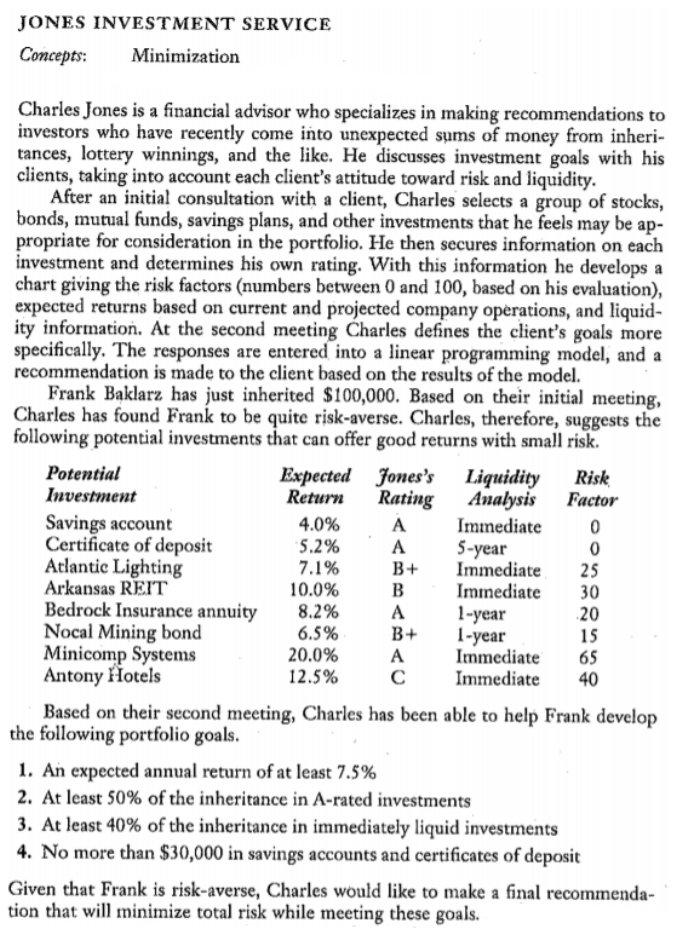 JONES INVESTMENT SERVICE
Concepts: Minimization
Charles Jones is a financial advisor who specializes in making recommendations to
investors who have recently come into unexpected sums of money from inheri-
tances, lottery winnings, and the like. He discusses investment goals with his
clients, taking into account each client's attitude toward risk and liquidity.
After an initial consultation with a client, Charles selects a group of stocks,
bonds, mutual funds, savings plans, and other investments that he feels may be ap-
propriate for consideration in the portfolio. He then secures information on each
investment and determines his own rating. With this information he develops a
chart giving the risk factors (numbers between 0 and 100, based on his evaluation),
expected returns based on current and projected company operations, and liquid-
ity information. At the second meeting Charles defines the client's goals more
specifically. The responses are entered into a linear programming model, and a
recommendation is made to the client based on the results of the model.
Frank Baklarz has just inherited $100,000. Based on their initial meeting,
Charles has found Frank to be quite risk-averse. Charles, therefore, suggests the
following potential investments that can offer good returns with small risk.
Potential Expected Jones's Liquidity Risk
Investment Return Rating Analysis Factor
Savings account 4.0% A Immediate 0
Certificate of deposit 5.2% A 5-year 0
Atlantic Lighting 7.1% B+ Immediate 25
Arkansas REIT 10.0% B Immediate 30
Bedrock Insurance annuity 8.2% A 1-year 20
Nocal Mining bond 6.5% B+ 1-year 15
Minicomp Systems 20.0% A Immediate 65
Antony Hotels 12.5% C Immediate 40
Based on their second meeting, Charles has been able to help Frank develop
the following portfolio goals.
1. An expected annual return of at least 7.5%
2. At least 50% of the inheritance in A-rated investments
3. At least 40% of the inheritance in immediately liquid investments
4. No more than $30,000 in savings accounts and certificates of deposit
Given that Frank is risk-averse, Charles would like to make a final recommenda-
tion that will minimize total risk while meeting these goals.